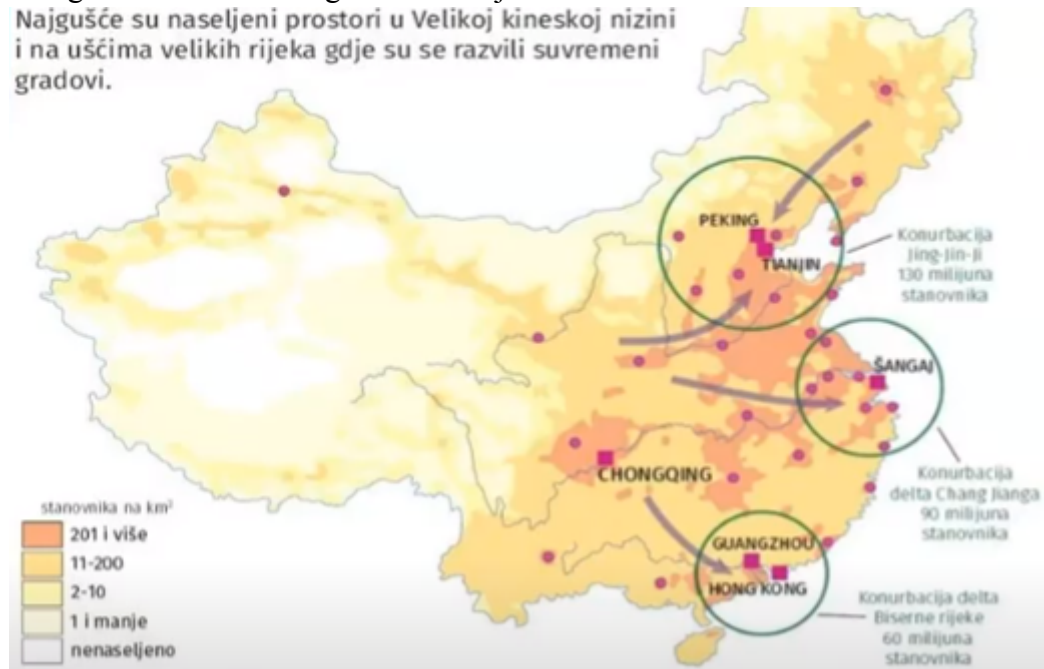 Najgušće su naseljeni prostori u Velikoj kineskoj nizini
i na ušćima velikih rijeka gdje su se razvili suvremeni
gradovi.
PEKING
TIANJIN
Konurbacija
Jing-Jin-Ji
130 milijuna
stanovnika
ŠANGAJ
CHONGQING
Konurbacija
delta Chang Jianga
90 milijuna
stanovnika
stanovnika na km²
201 i više
11-200
2-10
1 i manje
nenaseljeno
GUANGZHOU
HONG KONG
Konurbacija delta
Biserne rijeke
60 milijuna
stanovnika